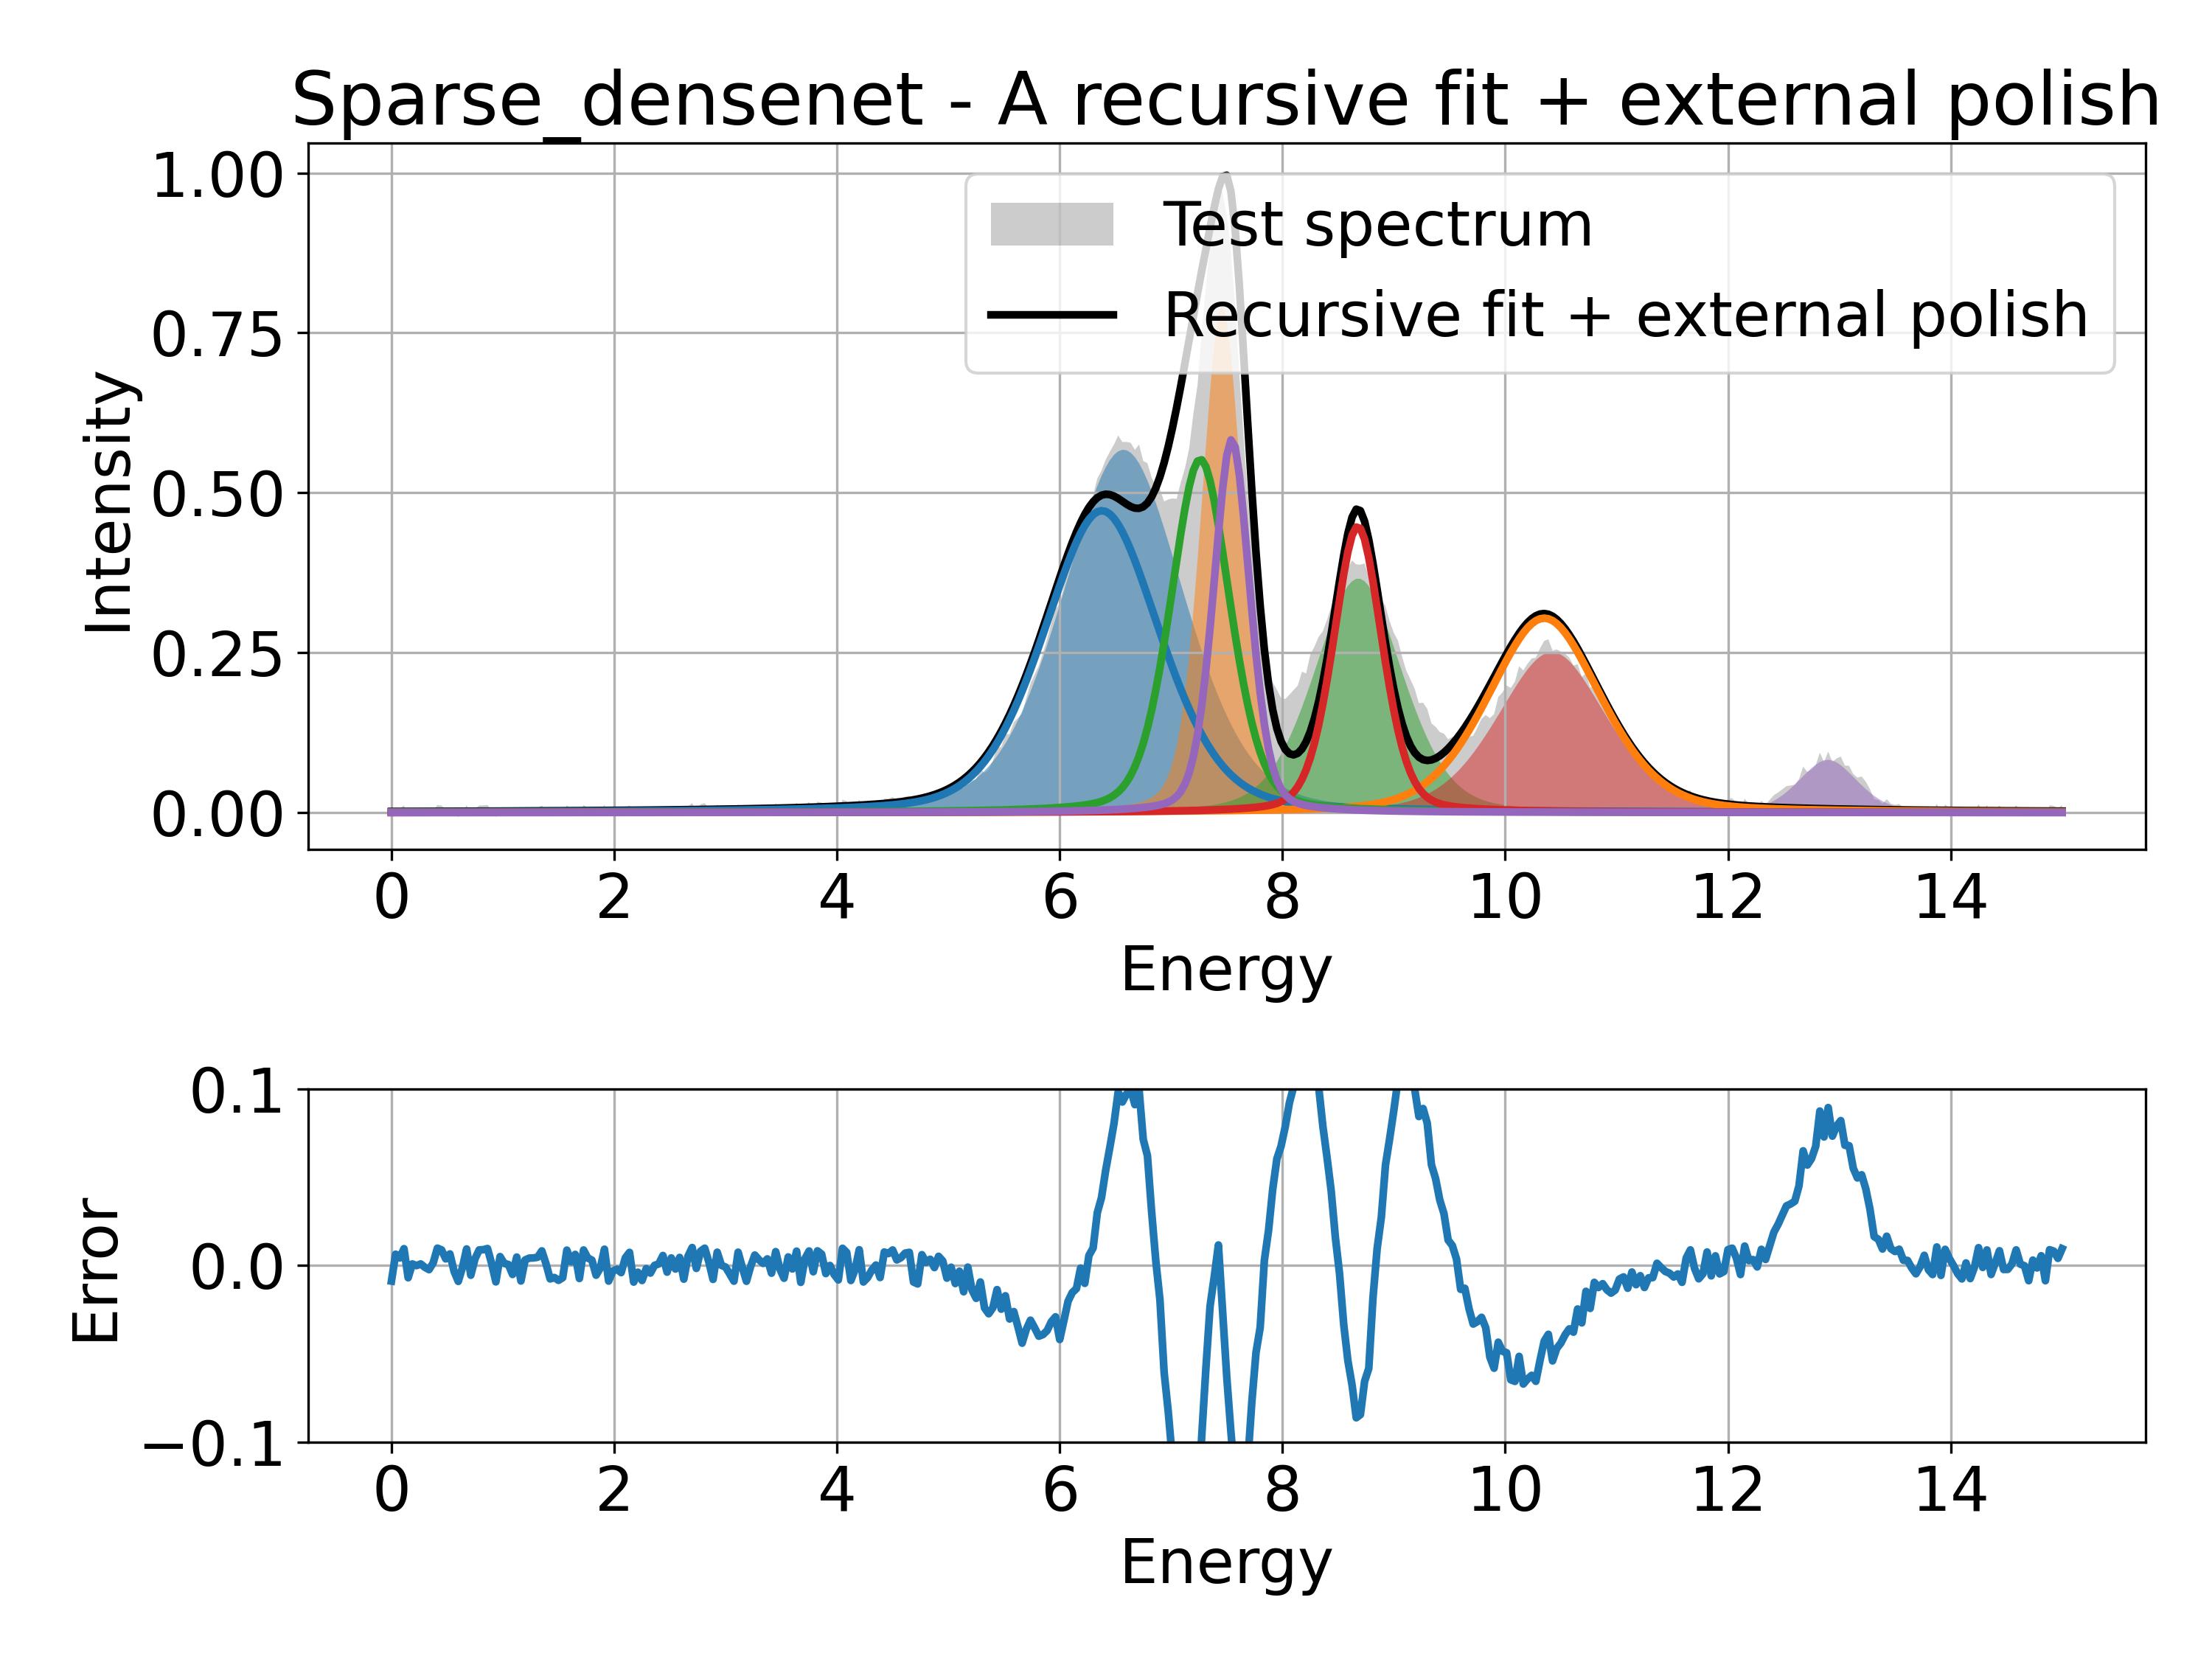 Sparse_densenet - A recursive fit + external polish
1.00
0.75
0.50
0.25
0.00
Intensity
Test spectrum
Recursive fit + external polish
0 2 4 6 8 10 12 14
Energy
0.1
0.0
−0.1
Error
0 2 4 6 8 10 12 14
Energy